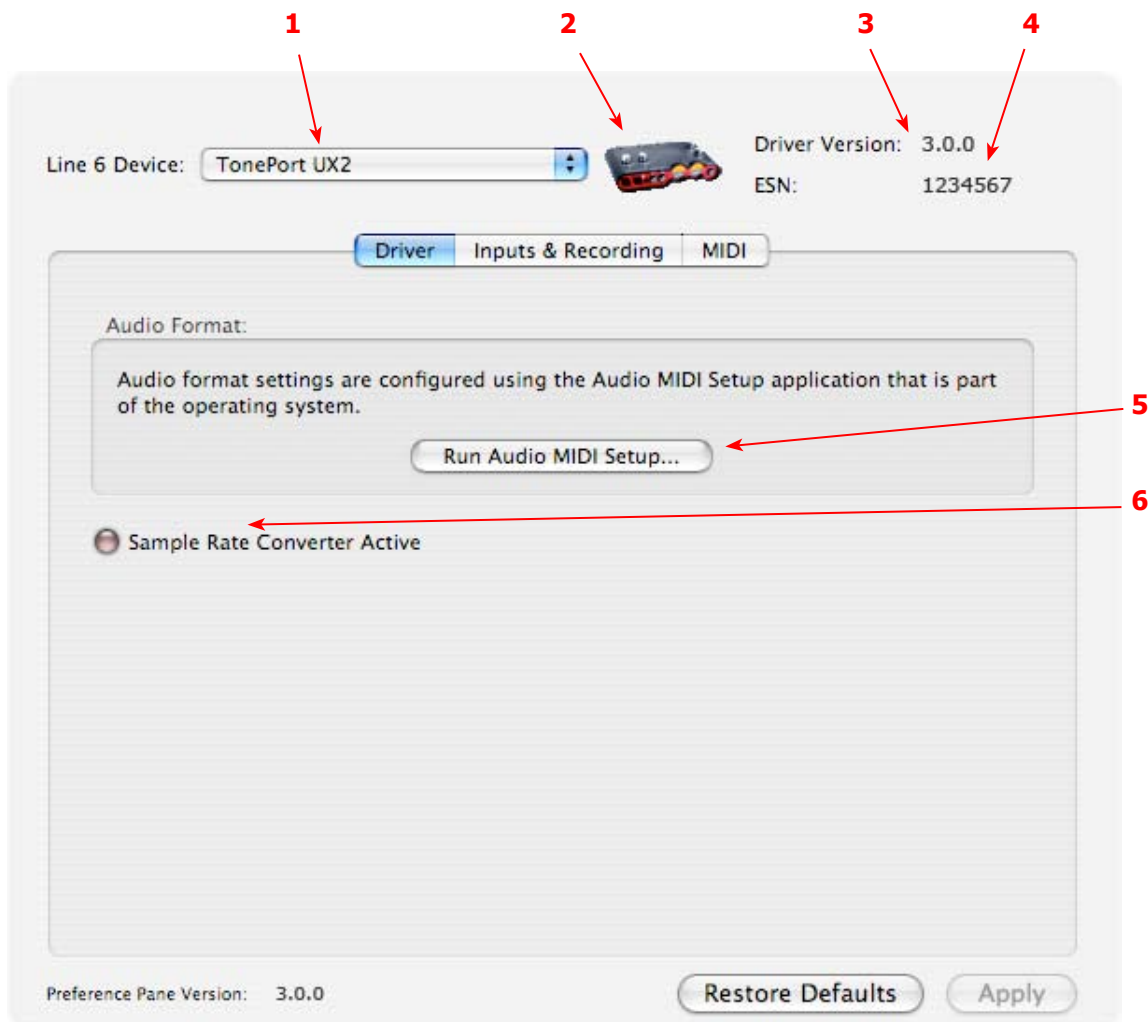 1 2 3 4
Line 6 Device: TonePort UX2 Driver Version: 3.0.0
ESN: 1234567
Driver Inputs & Recording MIDI
Audio Format:
Audio format settings are configured using the Audio MIDI Setup application that is part
of the operating system.
5
Run Audio MIDI Setup...
6
Sample Rate Converter Active
Preference Pane Version: 3.0.0 Restore Defaults Apply